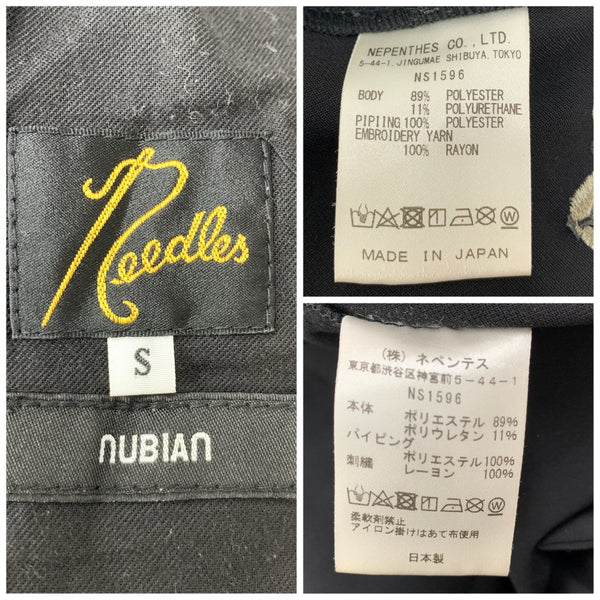 Needles
S
nubian
NEPENTHES CO., LTD.
5-44-1, JINGUMAE SHIBUYA, TOKYO
NS1596
BODY 89% POLYESTER
11% POLYURETHANE
PIPIING 100% POLYESTER
EMBROIDERY YARN
100% RAYON
MADE IN JAPAN
(株) ネペンテス
東京都渋谷区神宮前5-44-1
NS1596
本体 ポリエステル 89%
ポリウレタン 11%
パイピング
ポリエステル100%
刺繍 レーヨン 100%
柔軟剤禁止
アイロン掛けはあて布使用
日本製